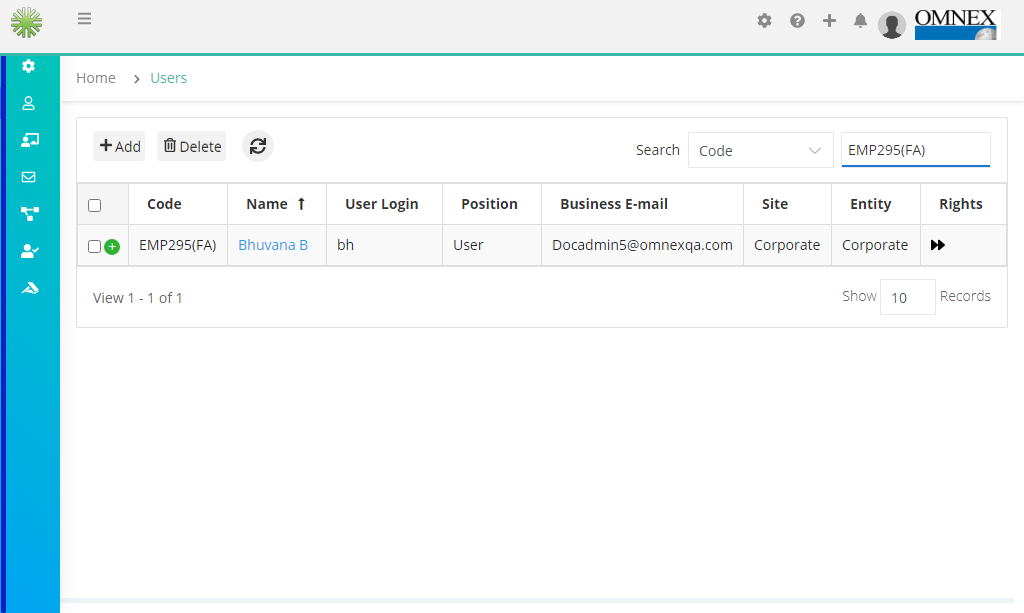 OMNEX
Home > Users
Add Delete Search Code EMP295(FA)
Code Name ↑ User Login Position Business E-mail Site Entity Rights
EMP295(FA) Bhuvana B bh User Docadmin5@omnexqa.com Corporate Corporate
View 1 - 1 of 1 Show 10 Records